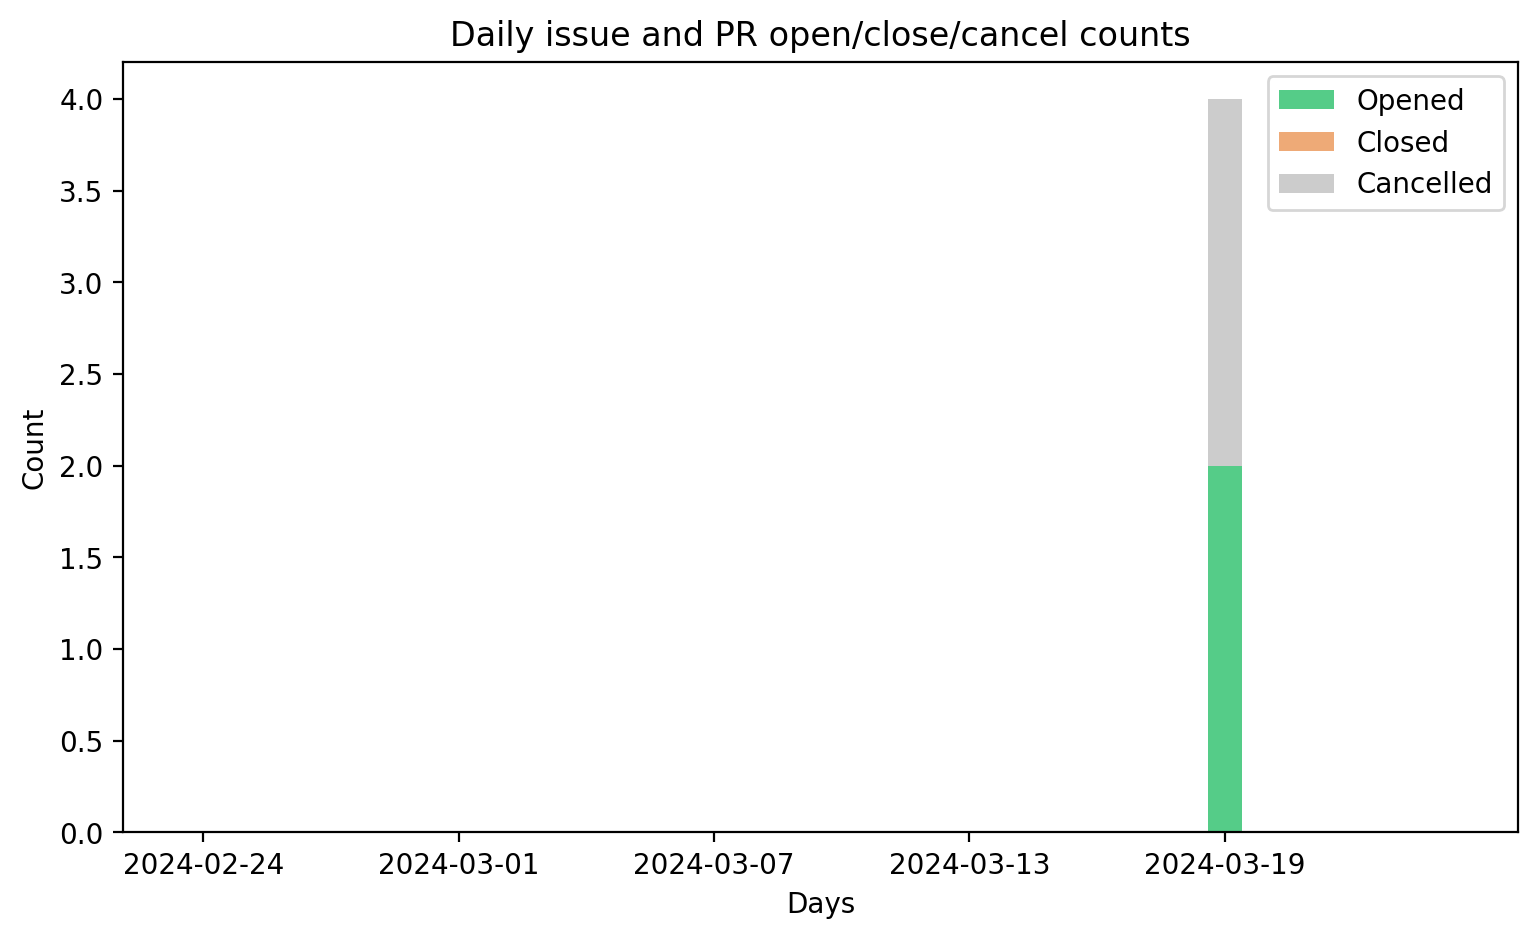 Daily issue and PR open/close/cancel counts
Opened
Closed
Cancelled
4.0
3.5
3.0
2.5
2.0
1.5
1.0
0.5
0.0
Count
2024-02-24 2024-03-01 2024-03-07 2024-03-13 2024-03-19
Days